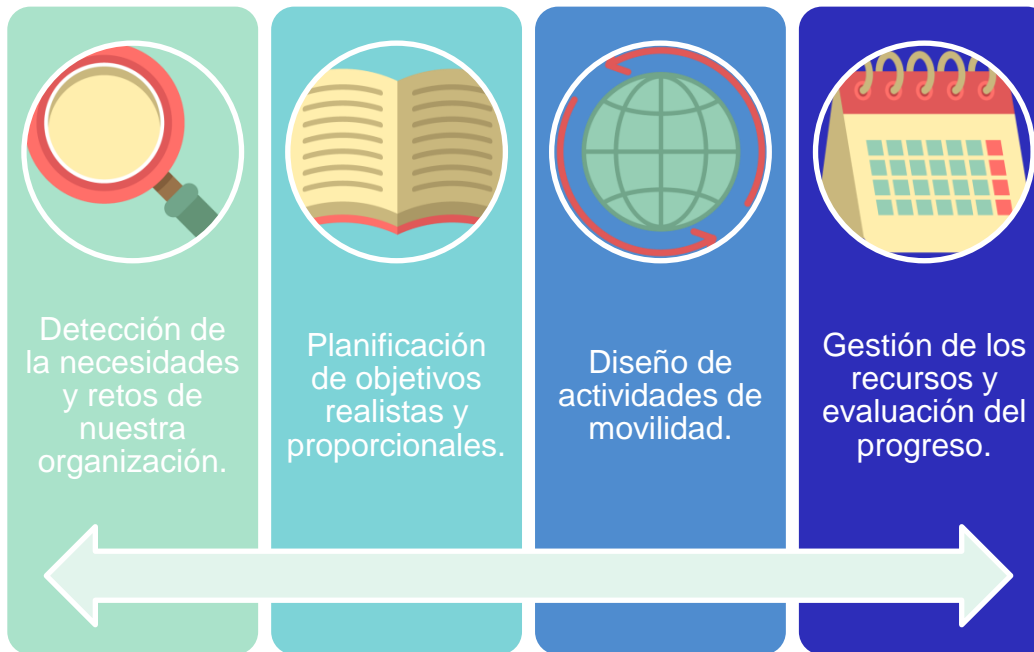 Detección de
la necesidades
y retos de
nuestra
organización.
Planificación
de objetivos
realistas y
proporcionales.
Diseño de
actividades de
movilidad.
Gestión de los
recursos y
evaluación del
progreso.